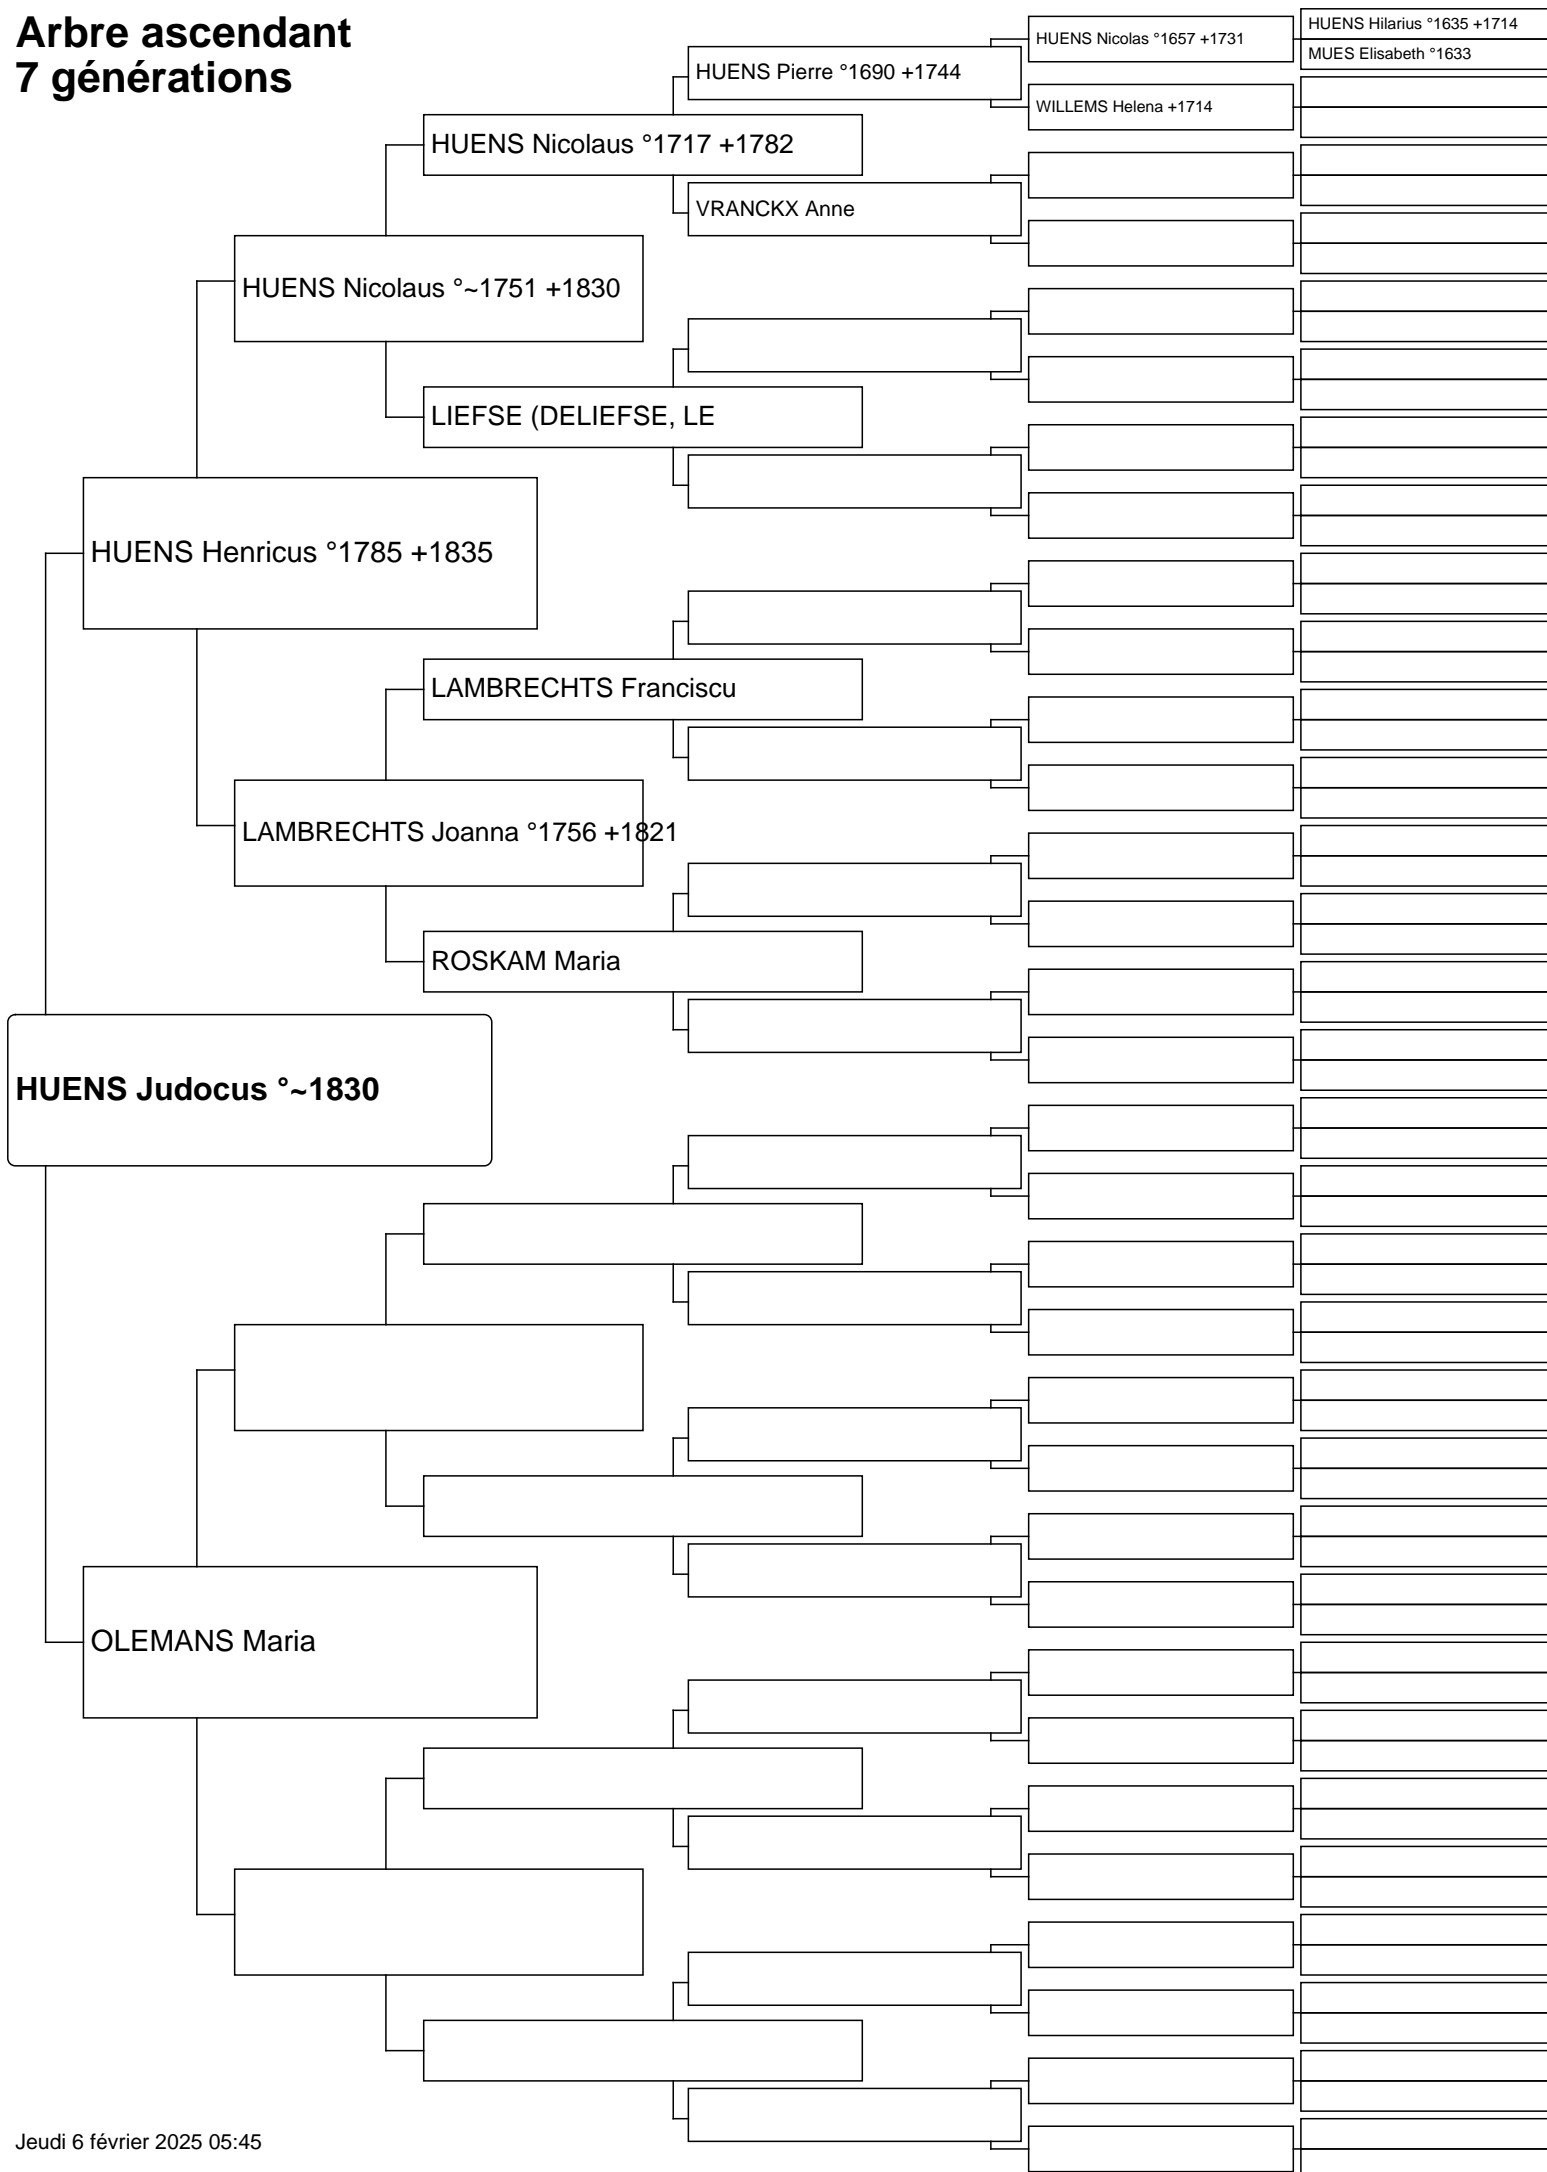 Arbre ascendant
7 générations
HUENS Hilarius °1635 +1714
HUENS Nicolas °1657 +1731
MUES Elisabeth °1633
HUENS Pierre °1690 +1744
WILLEMS Helena +1714
HUENS Nicolaus °1717 +1782
VRANCKX Anne
HUENS Nicolaus °~1751 +1830
LIEFSE (DELIEFSE, LE
HUENS Henricus °1785 +1835
LAMBRECHTS Franciscu
LAMBRECHTS Joanna °1756 +1821
ROSKAM Maria
HUENS Judocus °~1830
OLEMANS Maria
Jeudi 6 février 2025 05:45